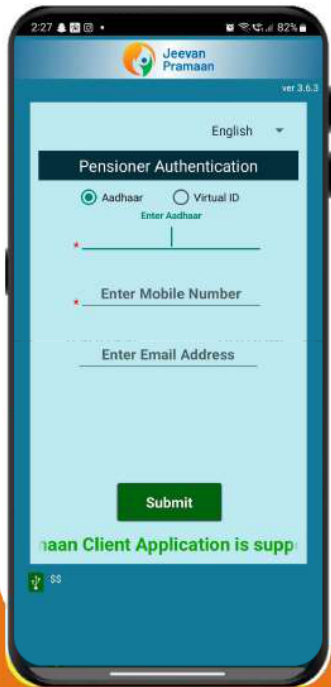 2:27 82%
Jeevan
Pramaan
ver 3.6.3
English
Pensioner Authentication
Aadhaar Virtual ID
Enter Aadhaar
*
* Enter Mobile Number
Enter Email Address
Submit
naan Client Application is supp
$$